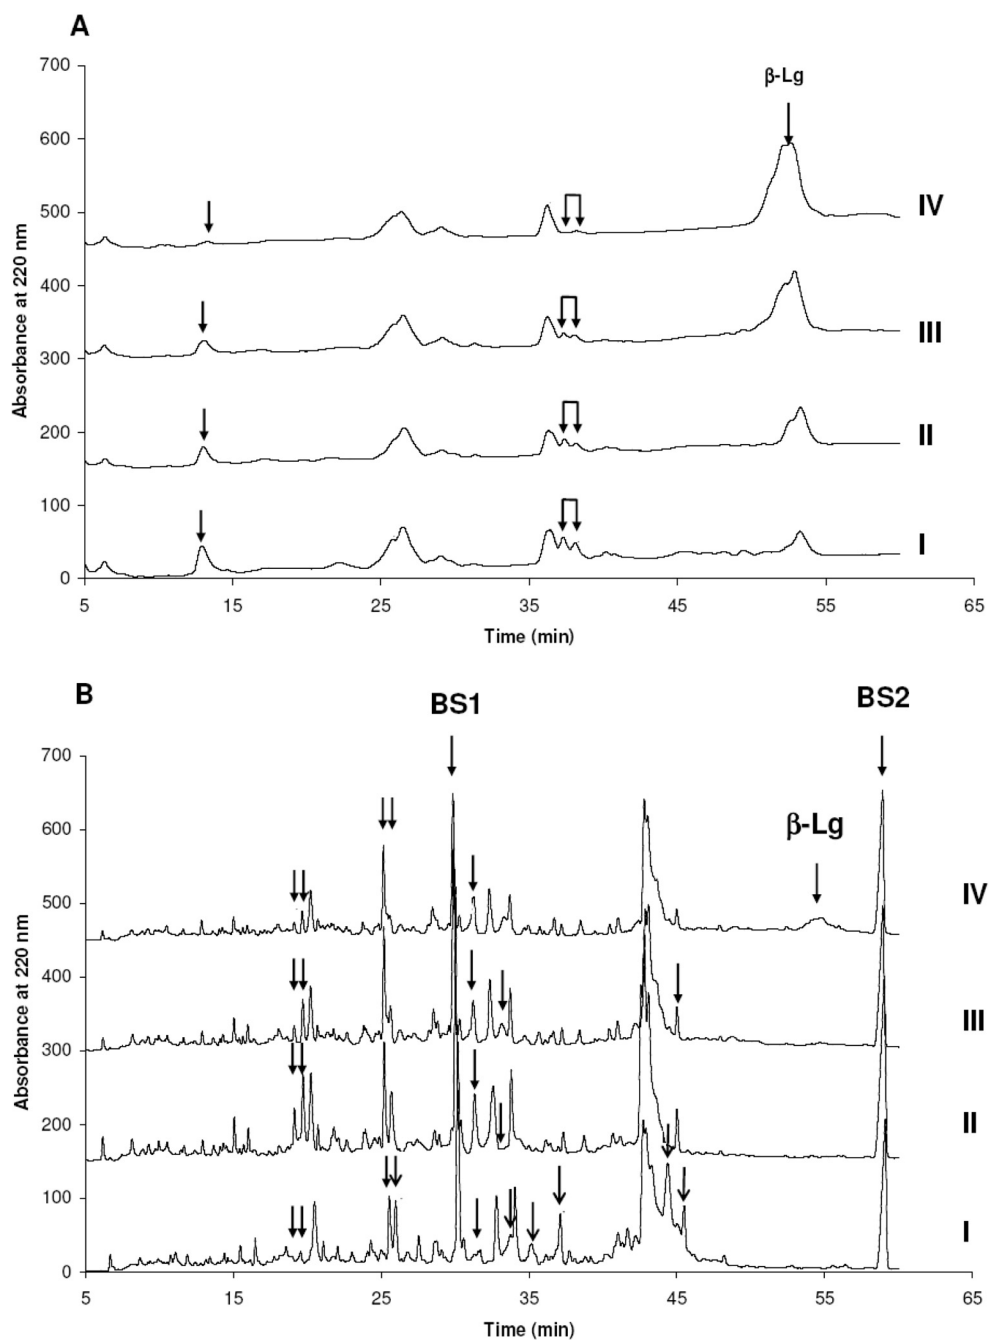 A
700
600
500
400
300
200
100
0
Absorbance at 220 nm
β-Lg
IV
III
II
I
5 15 25 35 45 55 65
Time (min)
B
BS1
BS2
700
600
500
400
300
200
100
0
Absorbance at 220 nm
β-Lg
IV
III
II
I
5 15 25 35 45 55 65
Time (min)